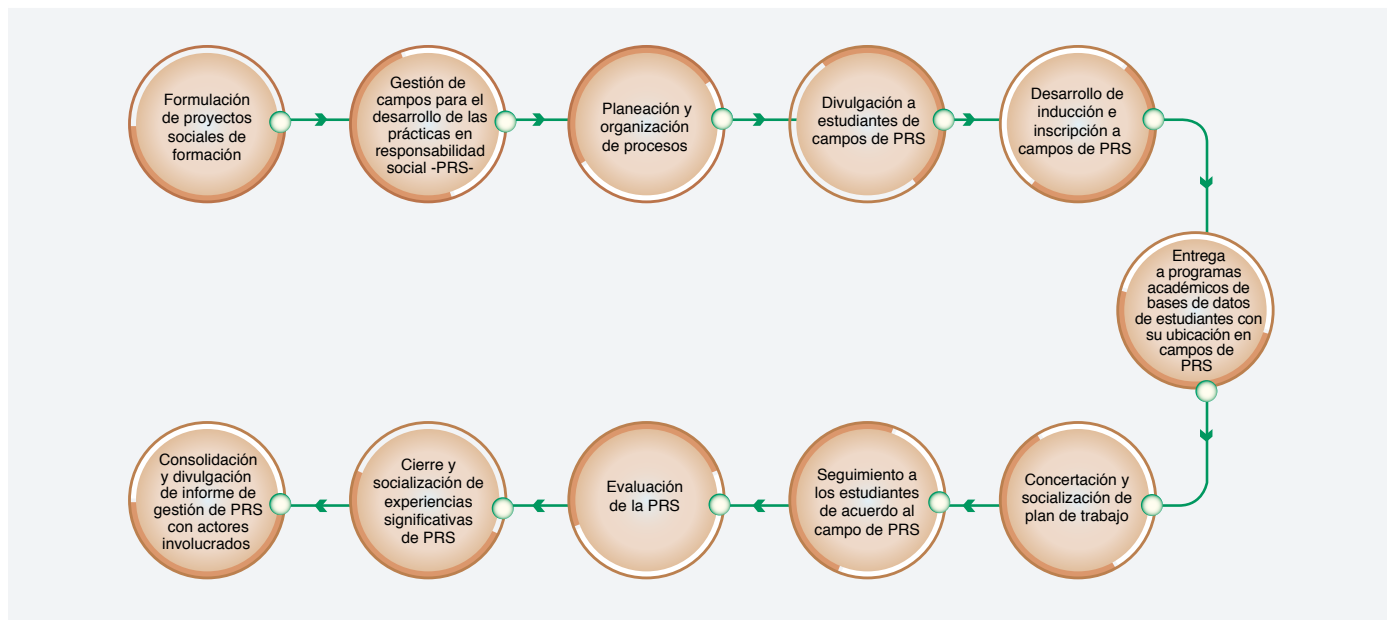 Formulación
de proyectos
sociales de
formación
Gestión de
campos para el
desarrollo de las
prácticas en
responsabilidad
social -PRS-
Planeación y
organización
de procesos
Divulgación a
estudiantes de
campos de PRS
Desarrollo de
inducción e
inscripción a
campos de PRS
Entrega
a programas
académicos de
bases de datos
de estudiantes con
su ubicación en
campos de
PRS
Concertación y
socialización de
plan de trabajo
Seguimiento a
los estudiantes
de acuerdo al
campo de PRS
Evaluación
de la PRS
Cierre y
socialización de
experiencias
significativas
de PRS
Consolidación
y divulgación
de informe de
gestión de PRS
con actores
involucrados